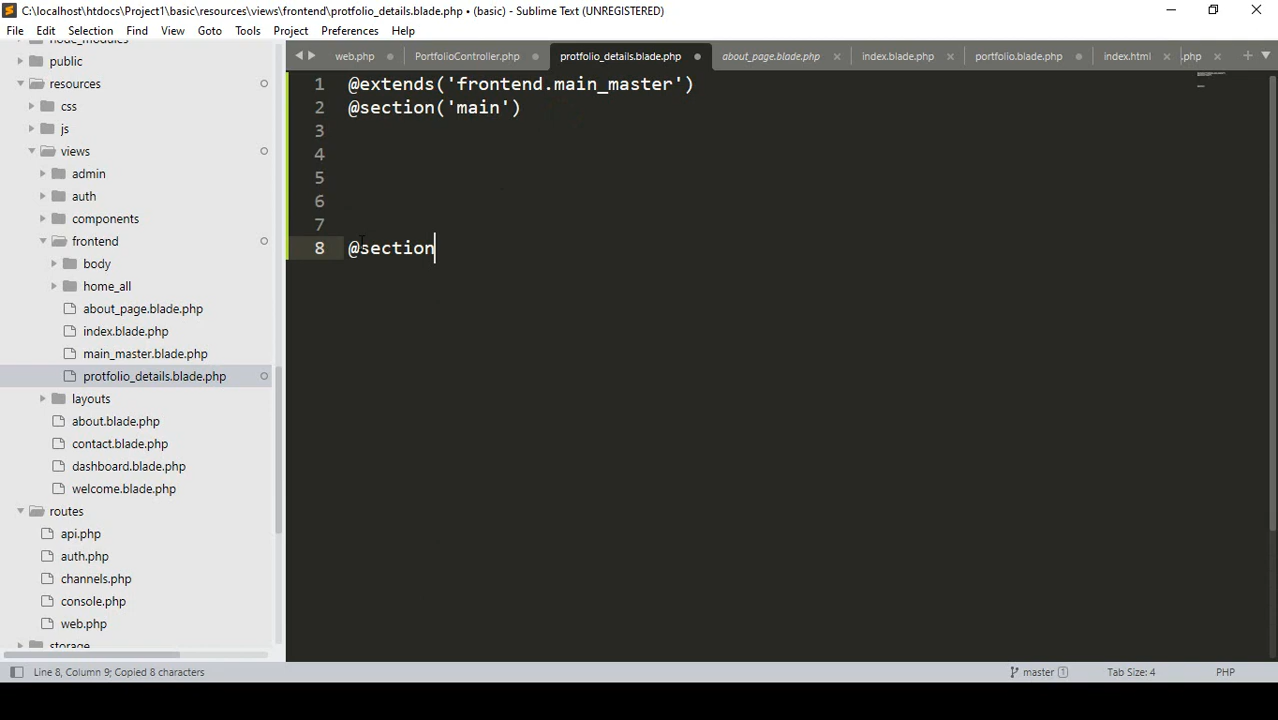 C:\localhost\htdocs\Project1\basic\resources\views\frontend\protfolio_details.blade.php • (basic) - Sublime Text (UNREGISTERED)
File Edit Selection Find View Goto Tools Project Preferences Help
node_modules
public
resources
css
js
views
admin
auth
components
frontend
body
home_all
about_page.blade.php
index.blade.php
main_master.blade.php
protfolio_details.blade.php
layouts
about.blade.php
contact.blade.php
dashboard.blade.php
welcome.blade.php
routes
api.php
auth.php
channels.php
console.php
web.php
storage
web.php PortfolioController.php protfolio_details.blade.php about_page.blade.php index.blade.php portfolio.blade.php index.html .php
1 @extends('frontend.main_master')
2 @section('main')
3
4
5
6
7
8 @section
Line 8, Column 9; Copied 8 characters master 1 Tab Size: 4 PHP